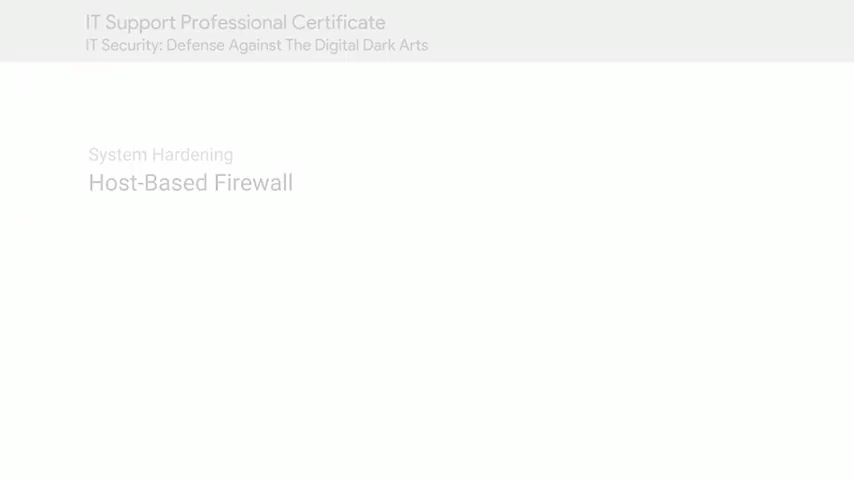 IT Support Professional Certificate
IT Security: Defense Against The Digital Dark Arts
System Hardening
Host-Based Firewall